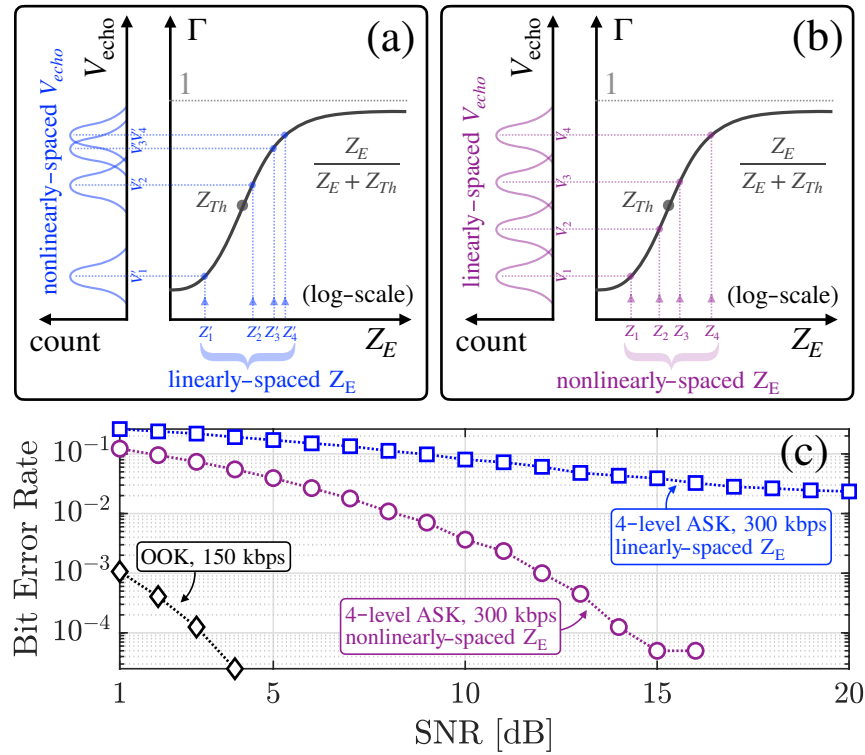 (a)
V_echo
Γ
1
nonlinearly-spaced V_echo
V'_4
V'_3
V'_2
V'_1
Z_Th
Z_E
Z_E + Z_Th
(log-scale)
count
Z'_1 Z'_2 Z'_3 Z'_4
Z_E
linearly-spaced Z_E
(b)
V_echo
Γ
1
linearly-spaced V_echo
V_4
V_3
V_2
V_1
Z_Th
Z_E
Z_E + Z_Th
(log-scale)
count
Z_1 Z_2 Z_3 Z_4
Z_E
nonlinearly-spaced Z_E
(c)
Bit Error Rate
10^-1
10^-2
10^-3
10^-4
OOK, 150 kbps
4-level ASK, 300 kbps
linearly-spaced Z_E
4-level ASK, 300 kbps
nonlinearly-spaced Z_E
1 5 10 15 20
SNR [dB]